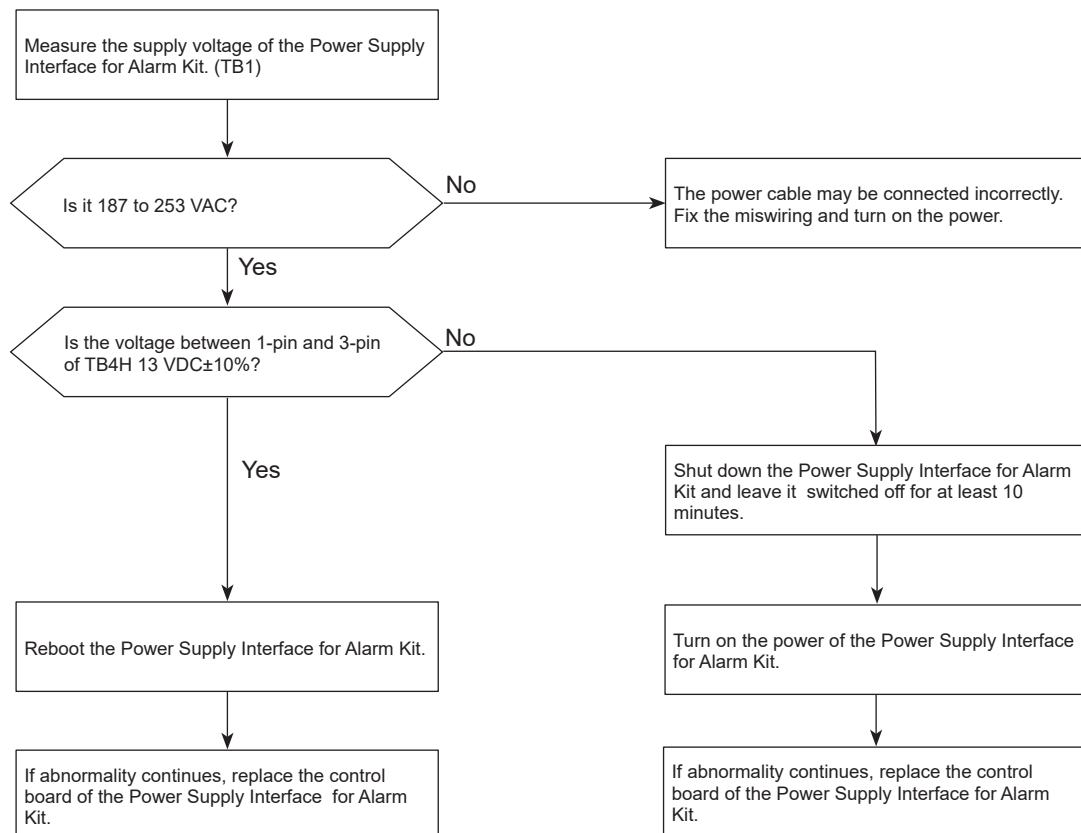 Measure the supply voltage of the Power Supply
Interface for Alarm Kit. (TB1)
Is it 187 to 253 VAC?
No
The power cable may be connected incorrectly.
Fix the miswiring and turn on the power.
Yes
Is the voltage between 1-pin and 3-pin
of TB4H 13 VDC±10%?
No
Yes
Shut down the Power Supply Interface for Alarm
Kit and leave it  switched off for at least 10
minutes.
Reboot the Power Supply Interface for Alarm Kit.
Turn on the power of the Power Supply Interface
for Alarm Kit.
If abnormality continues, replace the control
board of the Power Supply Interface  for Alarm
Kit.
If abnormality continues, replace the control
board of the Power Supply Interface for Alarm
Kit.